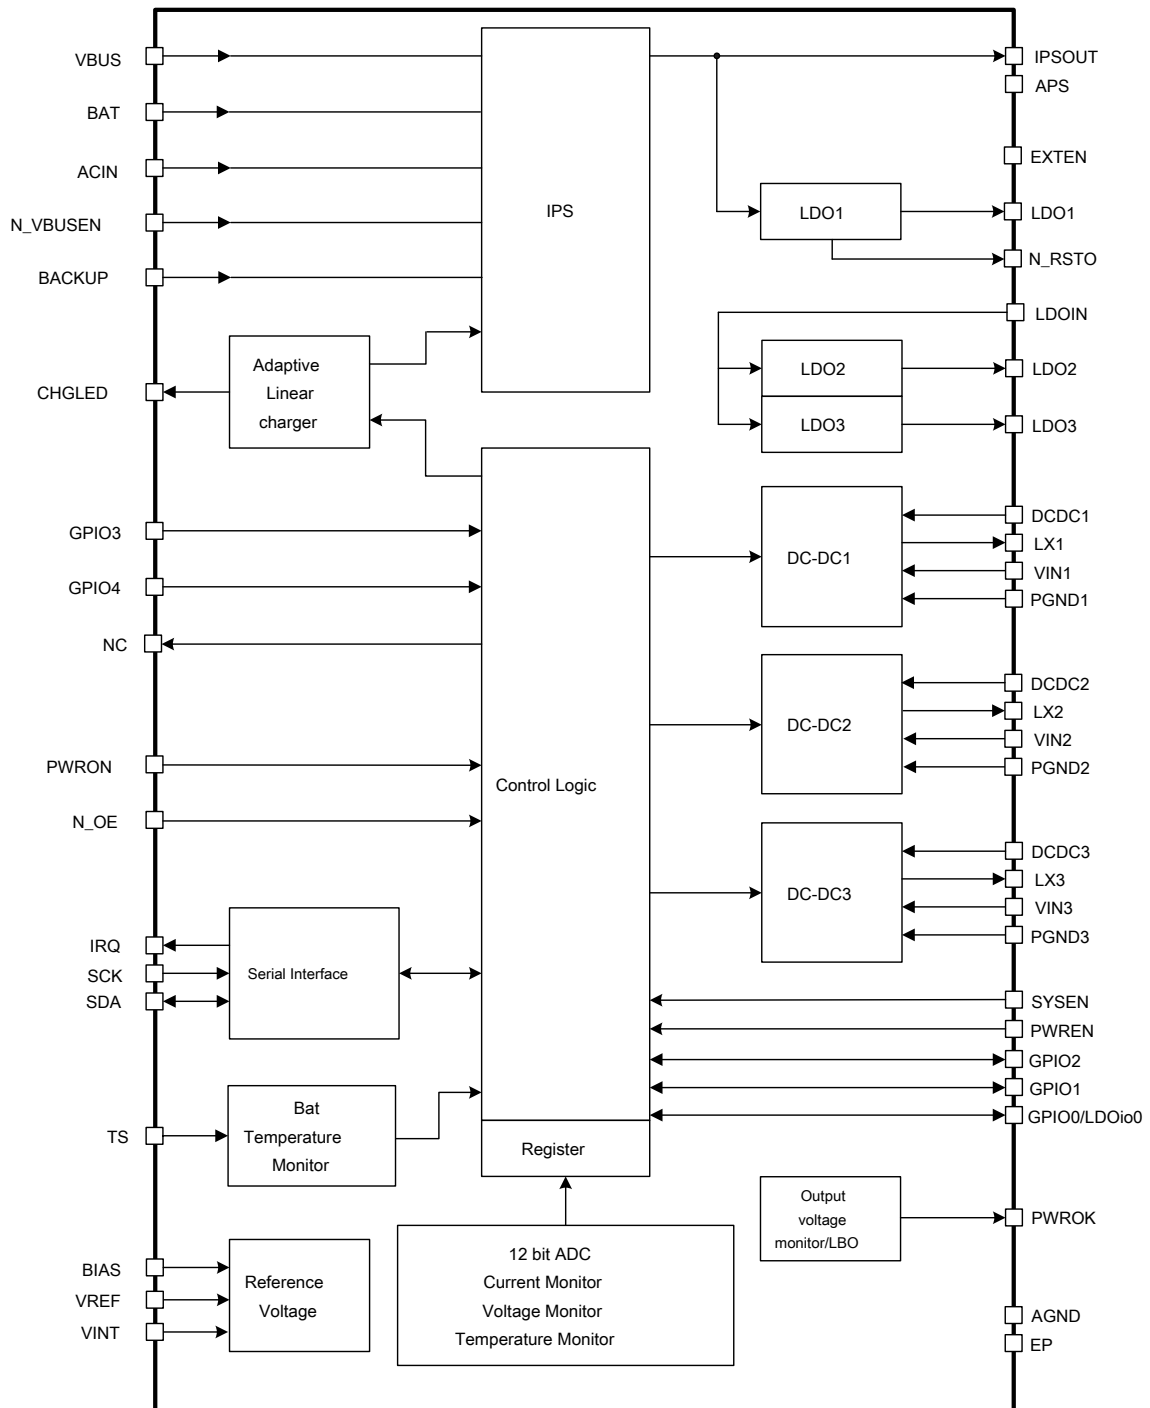 VBUS
BAT
ACIN
N_VBUSEN
BACKUP
CHGLED
GPIO3
GPIO4
NC
PWRON
N_OE
IRQ
SCK
SDA
TS
BIAS
VREF
VINT
Adaptive
Linear
charger
Serial Interface
Bat
Temperature
Monitor
Reference
Voltage
IPS
Control Logic
Register
12 bit ADC
Current Monitor
Voltage Monitor
Temperature Monitor
LDO1
LDO2
LDO3
DC-DC1
DC-DC2
DC-DC3
Output
voltage
monitor/LBO
IPSOUT
APS
EXTEN
LDO1
N_RSTO
LDOIN
LDO2
LDO3
DCDC1
LX1
VIN1
PGND1
DCDC2
LX2
VIN2
PGND2
DCDC3
LX3
VIN3
PGND3
SYSEN
PWREN
GPIO2
GPIO1
GPIO0/LDOio0
PWROK
AGND
EP